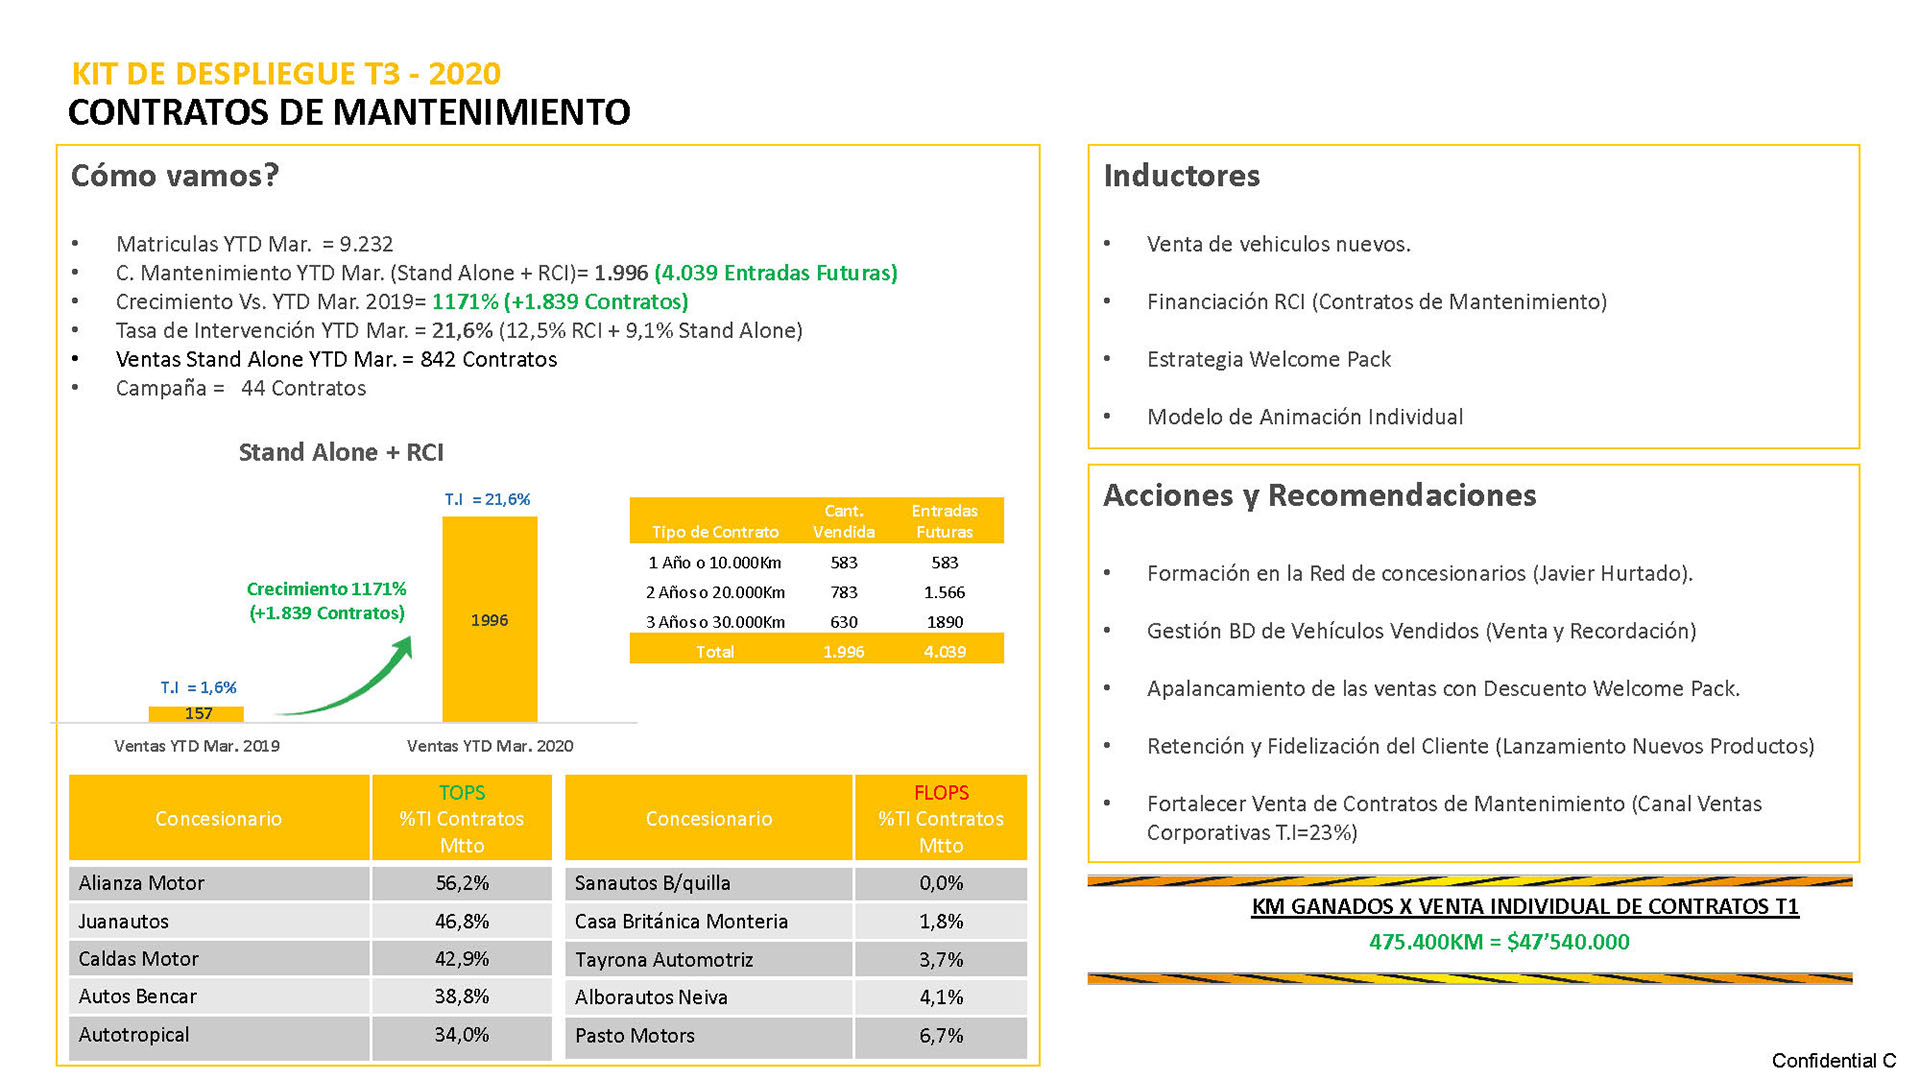 KIT DE DESPLIEGUE T3 - 2020
CONTRATOS DE MANTENIMIENTO
Cómo vamos?
• Matriculas YTD Mar. = 9.232
• C. Mantenimiento YTD Mar. (Stand Alone + RCI)= 1.996 (4.039 Entradas Futuras)
• Crecimiento Vs. YTD Mar. 2019= 1171% (+1.839 Contratos)
• Tasa de Intervención YTD Mar. = 21,6% (12,5% RCI + 9,1% Stand Alone)
• Ventas Stand Alone YTD Mar. = 842 Contratos
• Campaña = 44 Contratos
Stand Alone + RCI
T.I = 21,6%
Crecimiento 1171%
(+1.839 Contratos)
1996
T.I = 1,6%
157
Ventas YTD Mar. 2019 Ventas YTD Mar. 2020
Tipo de Contrato Cant. Vendida Entradas Futuras
1 Año o 10.000Km 583 583
2 Años o 20.000Km 783 1.566
3 Años o 30.000Km 630 1890
Total 1.996 4.039
Concesionario TOPS %TI Contratos Mtto
Alianza Motor 56,2%
Juanautos 46,8%
Caldas Motor 42,9%
Autos Bencar 38,8%
Autotropical 34,0%
Concesionario FLOPS %TI Contratos Mtto
Sanautos B/quilla 0,0%
Casa Británica Monteria 1,8%
Tayrona Automotriz 3,7%
Alborautos Neiva 4,1%
Pasto Motors 6,7%
Inductores
• Venta de vehiculos nuevos.
• Financiación RCI (Contratos de Mantenimiento)
• Estrategia Welcome Pack
• Modelo de Animación Individual
Acciones y Recomendaciones
• Formación en la Red de concesionarios (Javier Hurtado).
• Gestión BD de Vehículos Vendidos (Venta y Recordación)
• Apalancamiento de las ventas con Descuento Welcome Pack.
• Retención y Fidelización del Cliente (Lanzamiento Nuevos Productos)
• Fortalecer Venta de Contratos de Mantenimiento (Canal Ventas
Corporativas T.I=23%)
KM GANADOS X VENTA INDIVIDUAL DE CONTRATOS T1
475.400KM = $47’540.000
Confidential C